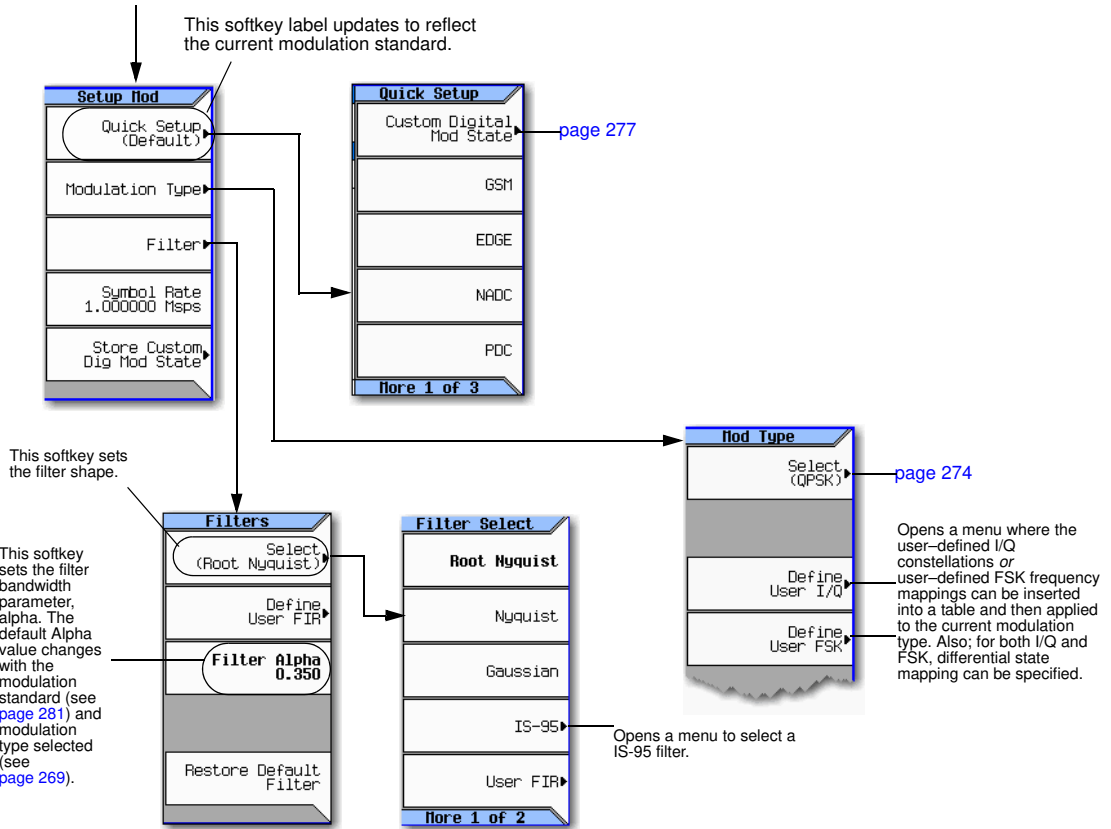 This softkey label updates to reflect
the current modulation standard.
Setup Mod
Quick Setup
(Default)
Modulation Type
Filter
Symbol Rate
1.000000 Msps
Store Custom
Dig Mod State
Quick Setup
Custom Digital
Mod State
page 277
GSM
EDGE
NADC
PDC
More 1 of 3
Mod Type
Select
(QPSK)
page 274
Define
User I/Q
Define
User FSK
Opens a menu where the
user–defined I/Q
constellations or
user–defined FSK frequency
mappings can be inserted
into a table and then applied
to the current modulation
type. Also; for both I/Q and
FSK, differential state
mapping can be specified.
This softkey sets
the filter shape.
This softkey
sets the filter
bandwidth
parameter,
alpha. The
default Alpha
value changes
with the
modulation
standard (see
page 281) and
modulation
type selected
(see
page 269).
Filters
Select
(Root Nyquist)
Define
User FIR
Filter Alpha
0.350
Restore Default
Filter
Filter Select
Root Nyquist
Nyquist
Gaussian
IS-95
User FIR
More 1 of 2
Opens a menu to select a
IS-95 filter.